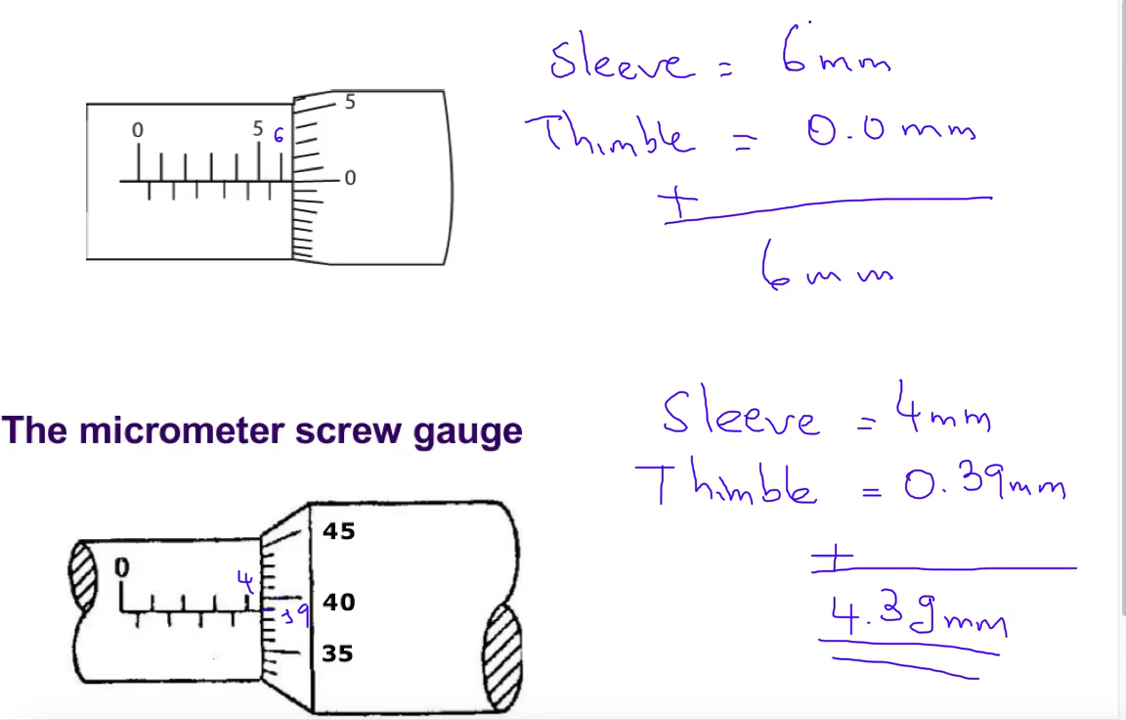 Sleeve = 6mm
Thimble = 0.0 mm
+
6mm
0 5 6
5
0
The micrometer screw gauge
Sleeve = 4mm
Thimble = 0.39mm
+
4.39mm
0 4
45
40
39
35